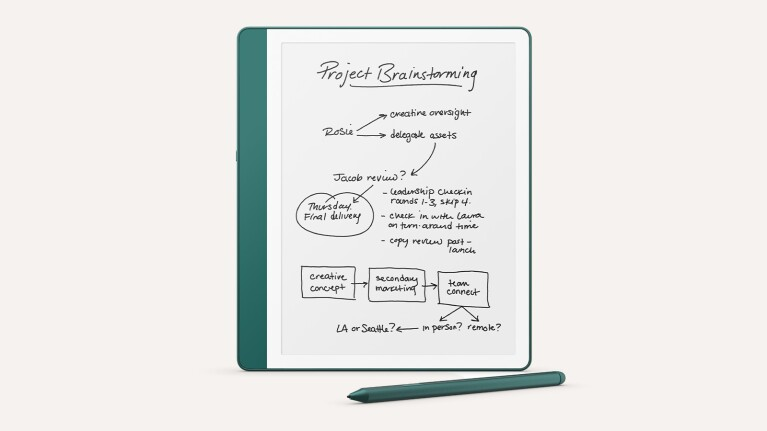 Project Brainstorming
Rosie
creative oversight
delegate assets
Jacob review?
Thursday.
Final delivery
- leadership checkin
rounds 1-3, skip 4.
- check in with Laura
on turn-around time
- copy review post-
launch
creative
concept
secondary
marketing
team
connect
LA or Seattle?
in person?
remote?